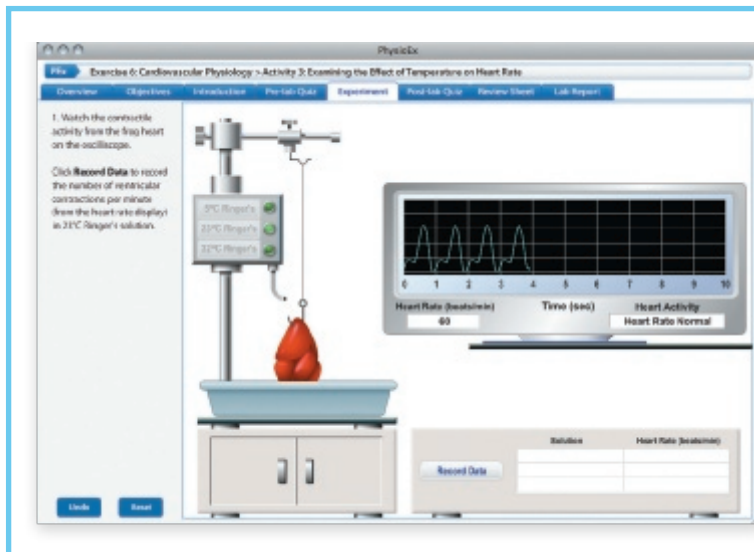 PhysioEx
PEx Exercise 6: Cardiovascular Physiology > Activity 3: Examining the Effect of Temperature on Heart Rate
Overview Objectives Introduction Pre-lab Quiz Experiment Post-lab Quiz Review Sheet Lab Report
1. Watch the contractile
activity from the frog heart
on the oscilloscope.
Click Record Data to record
the number of ventricular
contractions per minute
(from the heart rate display)
in 23°C Ringer's solution.
5°C Ringer's
23°C Ringer's
32°C Ringer's
0 1 2 3 4 5 6 7 8 9 10
Heart Rate (beats/min) Time (sec) Heart Activity
60 Heart Rate Normal
Solution Heart Rate (beats/min)
Record Data
Undo Reset